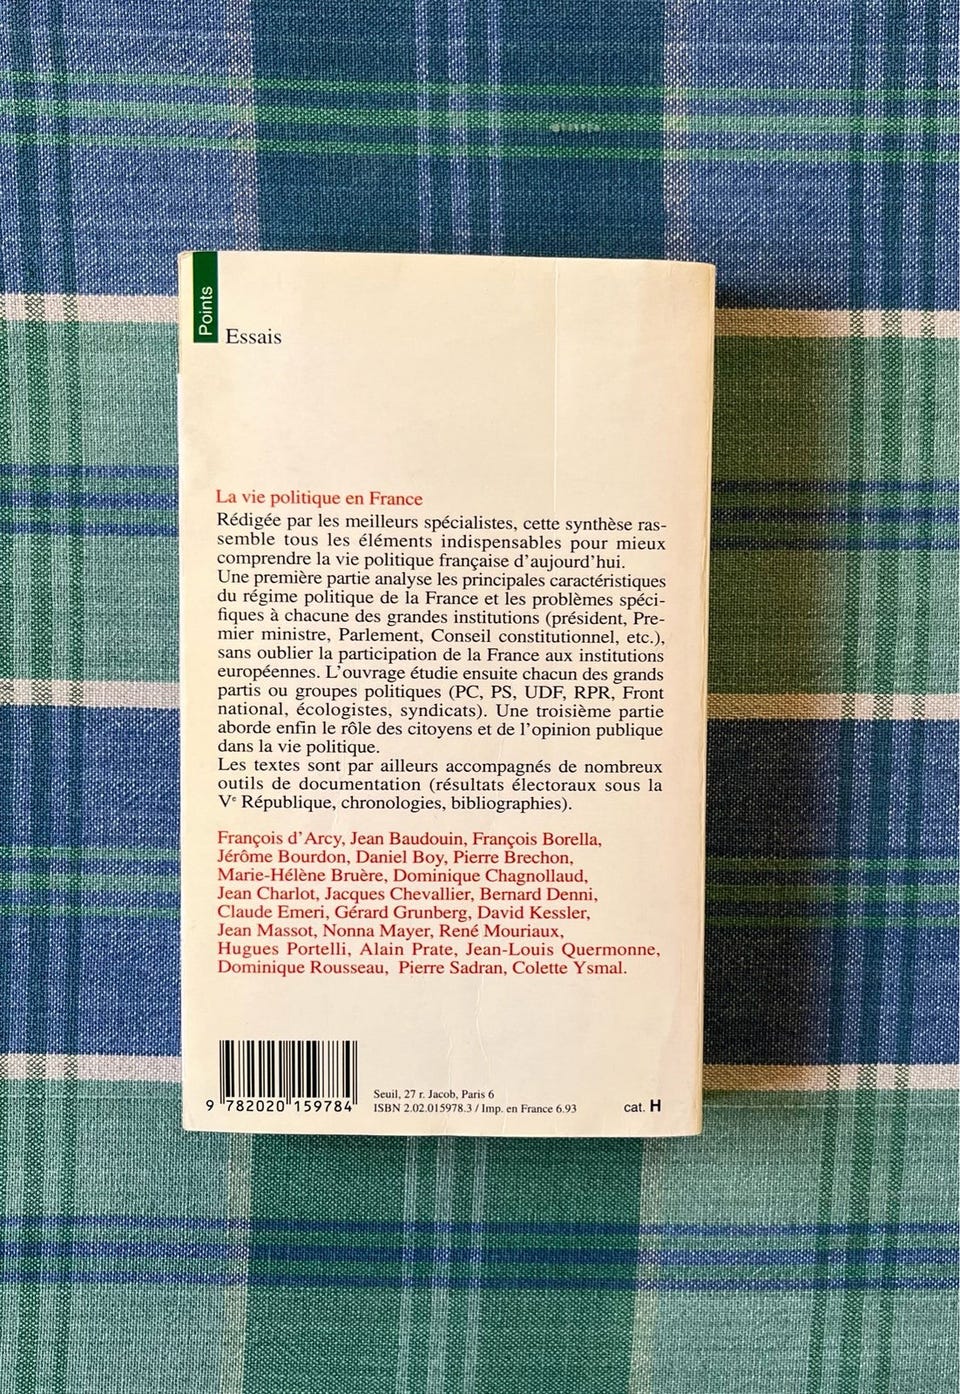 Points
Essais
La vie politique en France
Rédigée par les meilleurs spécialistes, cette synthèse ras-
semble tous les éléments indispensables pour mieux
comprendre la vie politique française d'aujourd'hui.
Une première partie analyse les principales caractéristiques
du régime politique de la France et les problèmes spéci-
fiques à chacune des grandes institutions (président, Pre-
mier ministre, Parlement, Conseil constitutionnel, etc.),
sans oublier la participation de la France aux institutions
européennes. L'ouvrage étudie ensuite chacun des grands
partis ou groupes politiques (PC, PS, UDF, RPR, Front
national, écologistes, syndicats). Une troisième partie
aborde enfin le rôle des citoyens et de l'opinion publique
dans la vie politique.
Les textes sont par ailleurs accompagnés de nombreux
outils de documentation (résultats électoraux sous la
Vᵉ République, chronologies, bibliographies).
François d'Arcy, Jean Baudouin, François Borella,
Jérôme Bourdon, Daniel Boy, Pierre Brechon,
Marie-Hélène Bruère, Dominique Chagnollaud,
Jean Charlot, Jacques Chevallier, Bernard Denni,
Claude Emeri, Gérard Grunberg, David Kessler,
Jean Massot, Nonna Mayer, René Mouriaux,
Hugues Portelli, Alain Prate, Jean-Louis Quermonne,
Dominique Rousseau, Pierre Sadran, Colette Ysmal.
9 782020 159784
Seuil, 27 r. Jacob, Paris 6
ISBN 2.02.015978.3 / Imp. en France 6.93
cat. H